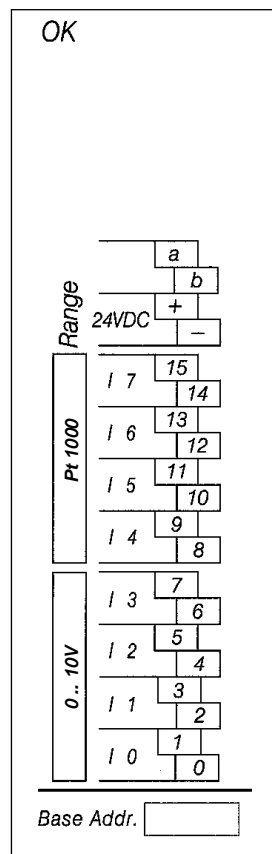 OK
a
b
Range
24VDC
+
–
Pt 1000
I 7
15
14
I 6
13
12
I 5
11
10
I 4
9
8
0 .. 10V
I 3
7
6
I 2
5
4
I 1
3
2
I 0
1
0
Base Addr.